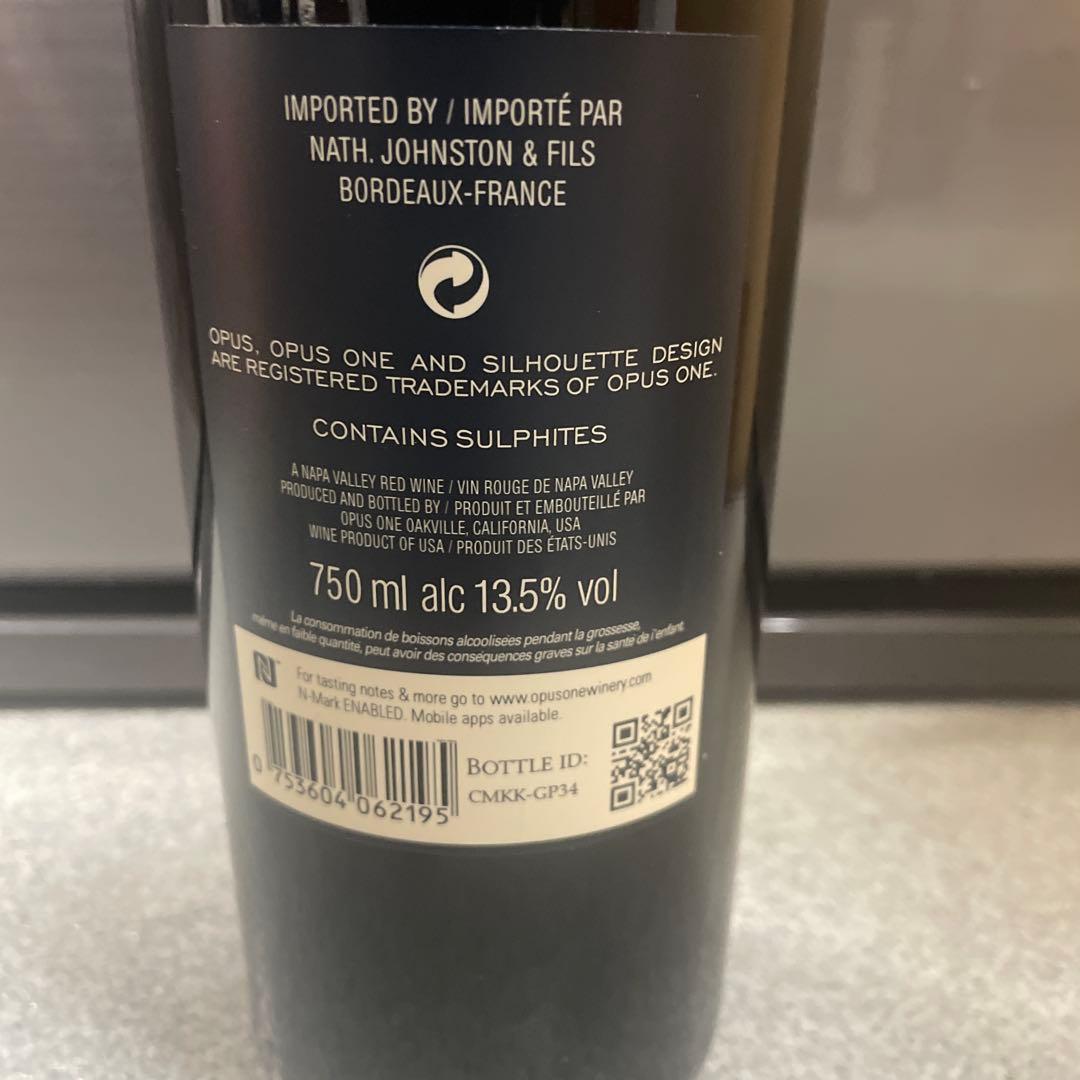 IMPORTED BY / IMPORTÉ PAR
NATH. JOHNSTON & FILS
BORDEAUX-FRANCE
OPUS, OPUS ONE AND SILHOUETTE DESIGN
ARE REGISTERED TRADEMARKS OF OPUS ONE.
CONTAINS SULPHITES
A NAPA VALLEY RED WINE / VIN ROUGE DE NAPA VALLEY
PRODUCED AND BOTTLED BY / PRODUIT ET EMBOUTEILLÉ PAR
OPUS ONE OAKVILLE, CALIFORNIA, USA
WINE PRODUCT OF USA / PRODUIT DES ÉTATS-UNIS
750 ml alc 13.5% vol
La consommation de boissons alcoolisées pendant la grossesse,
même en faible quantité, peut avoir des conséquences graves sur la santé de l'enfant.
N
For tasting notes & more go to www.opusonewinery.com
N-Mark ENABLED. Mobile apps available.
BOTTLE ID:
CMKK-GP34
0 753604 062195